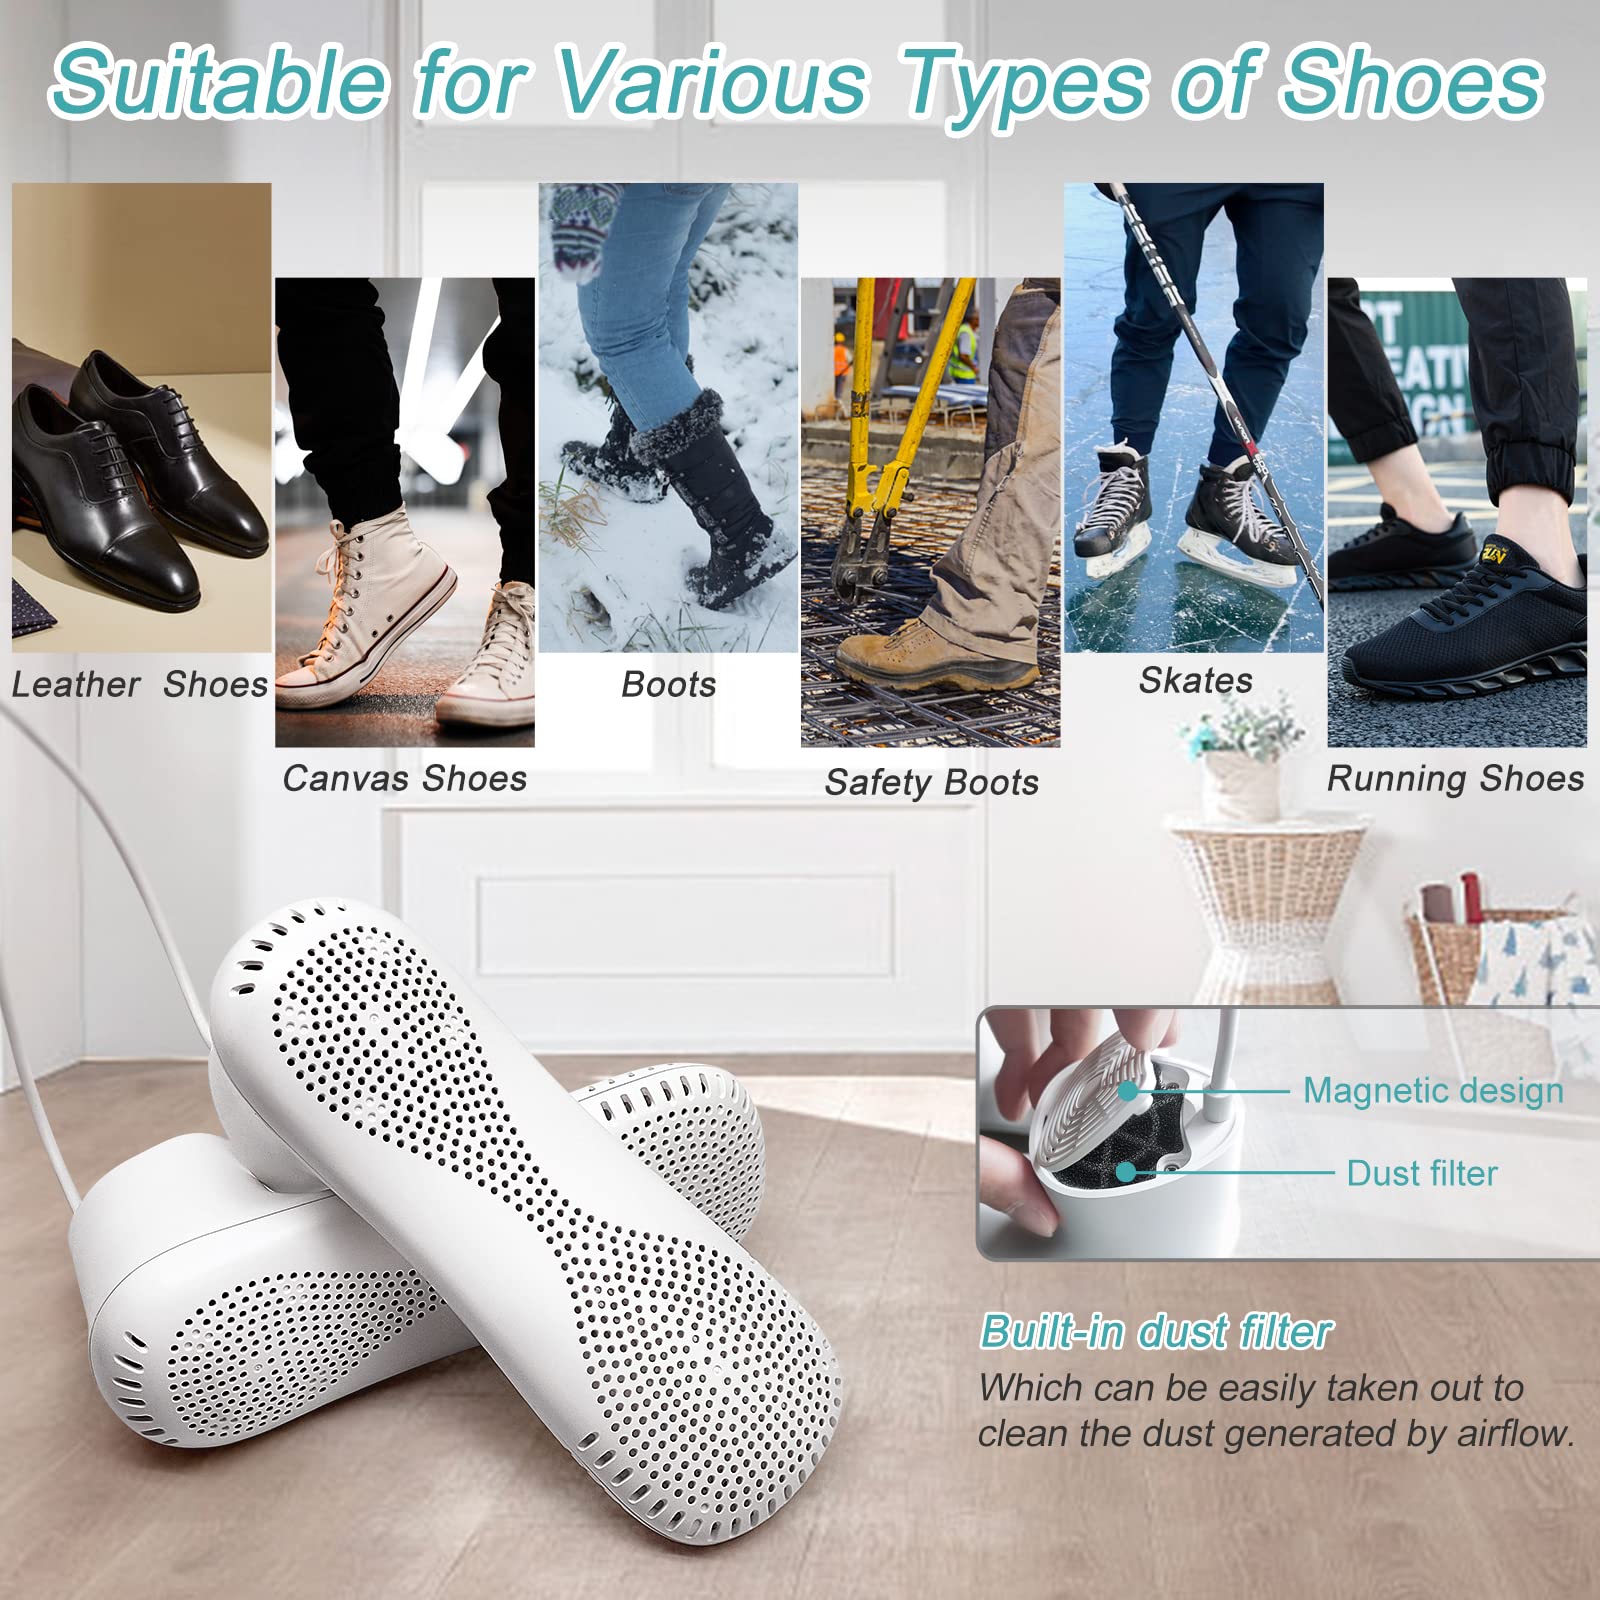 Suitable for Various Types of Shoes
Leather Shoes
Canvas Shoes
Boots
Safety Boots
Skates
Running Shoes
Magnetic design
Dust filter
Built-in dust filter
Which can be easily taken out to
clean the dust generated by airflow.